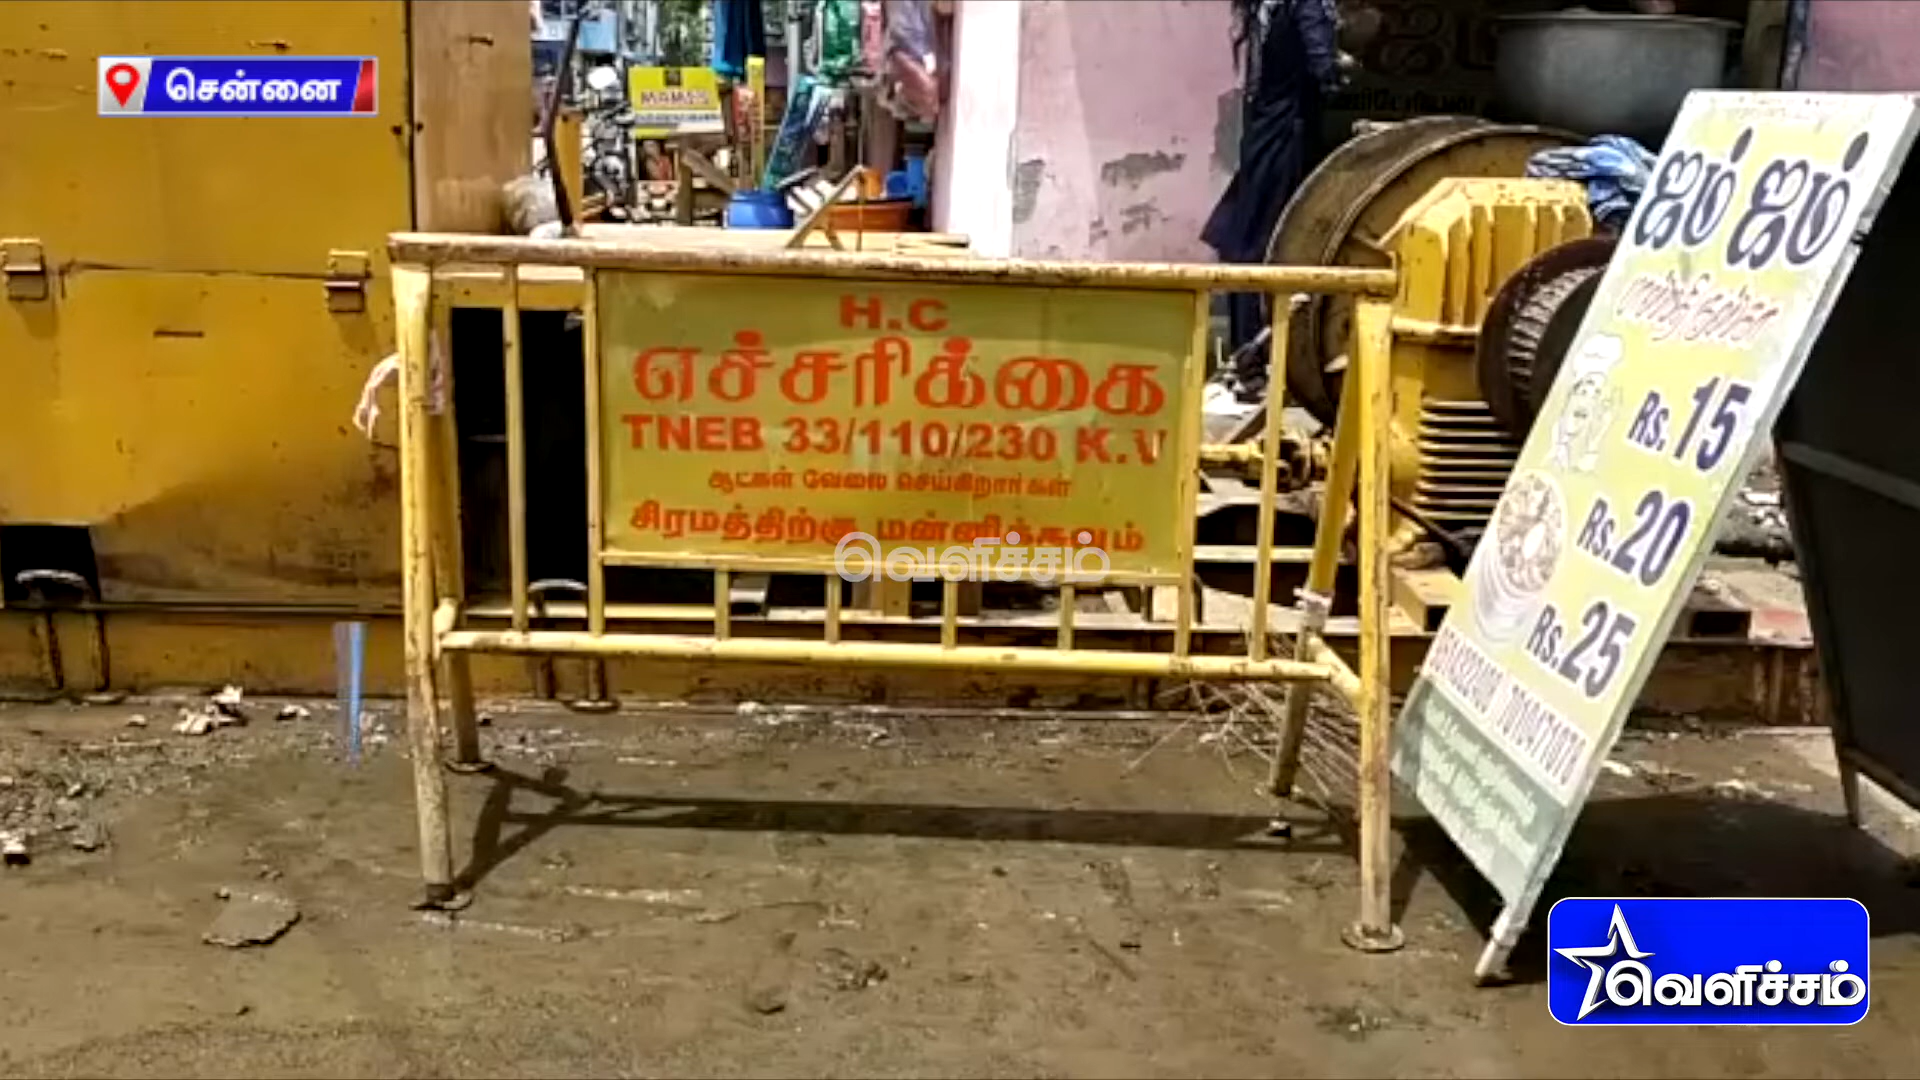 சென்னை
MAME'S
H.C
எச்சரிக்கை
TNEB 33/110/230 K.V
ஆட்கள் வேலை செய்கிறார்கள்
சிரமத்திற்கு மன்னிக்கவும்
வெளிச்சம்
ஜம் ஜம்
Rs. 15
Rs. 20
Rs. 25
வெளிச்சம்